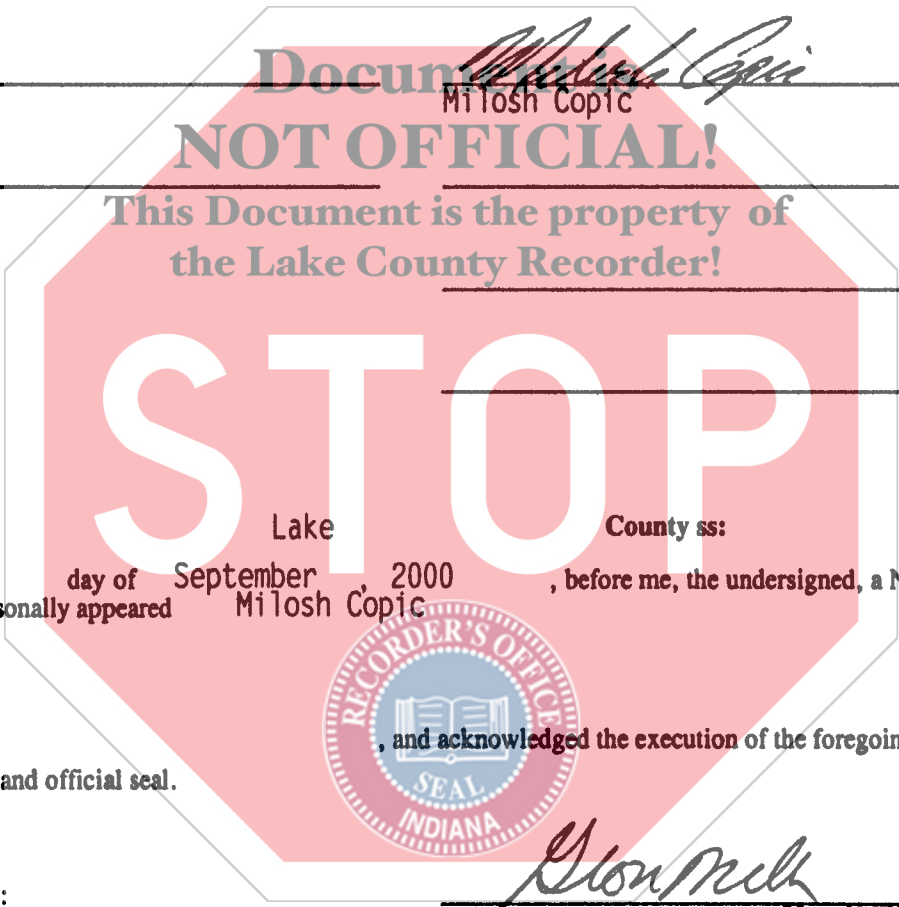 Document is
Milosh Copic
Milosh Copic
NOT OFFICIAL!
This Document is the property of
the Lake County Recorder!
STOP
Lake County ss:
day of September , 2000 , before me, the undersigned, a N
sonally appeared Milosh Copic
RECORDER'S OFFICE
, and acknowledged the execution of the foregoin
SEAL
and official seal.
INDIANA
: